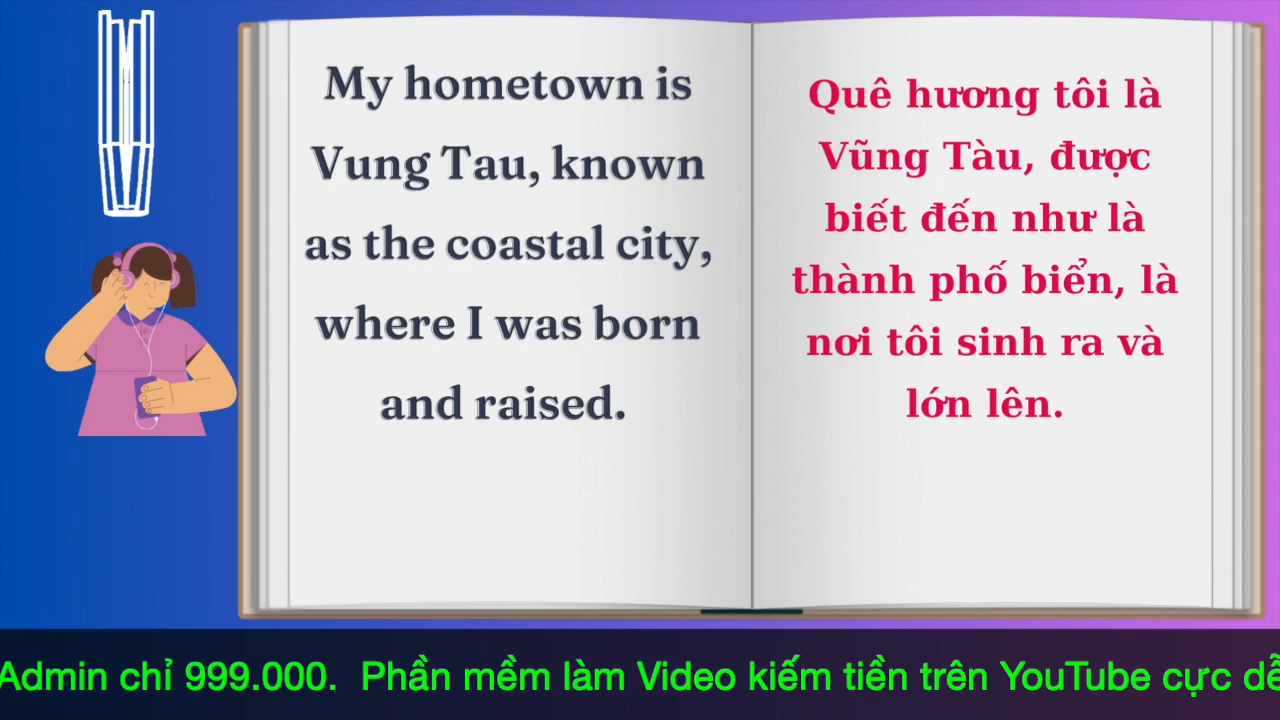 My hometown is
Vung Tau, known
as the coastal city,
where I was born
and raised.
Quê hương tôi là
Vũng Tàu, được
biết đến như là
thành phố biển, là
nơi tôi sinh ra và
lớn lên.
Admin chỉ 999.000. Phần mềm làm Video kiếm tiền trên YouTube cực dễ